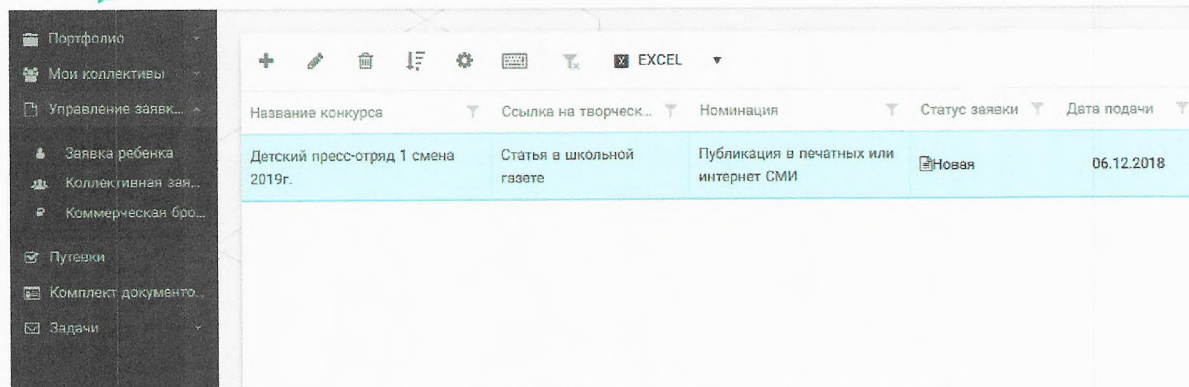 Портфолио
Мои коллективы
Управление заявк...
Заявка ребенка
Коллективная зая...
Коммерческая бро...
Путевки
Комплект документо...
Задачи
EXCEL
Название конкурса Ссылка на творческ... Номинация Статус заявки Дата подачи
Детский пресс-отряд 1 смена
2019г.
Статья в школьной
газете
Публикация в печатных или
интернет СМИ
Новая
06.12.2018